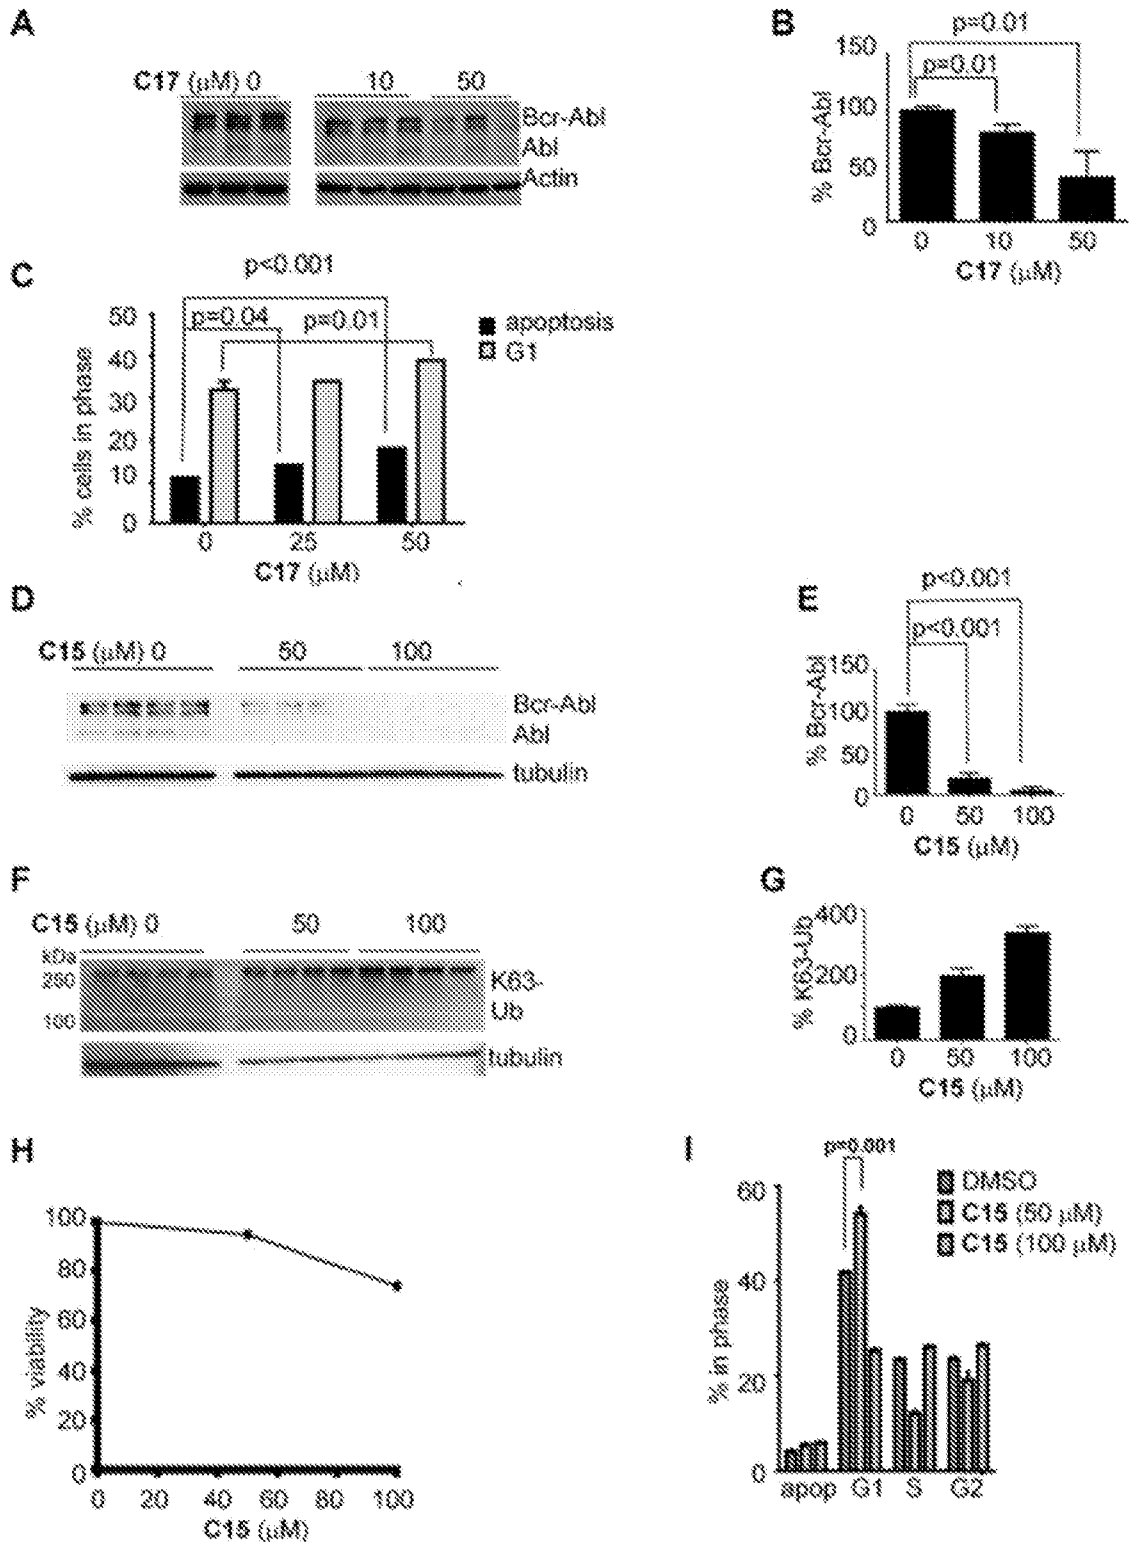 A
C17 (μM) 0 10 50
Bcr-Abl
Abl
Actin
B
p=0.01
p=0.01
150
100
50
0
% Bcr-Abl
0 10 50
C17 (μM)
C
p<0.001
p=0.04 p=0.01
50
40
30
20
10
0
% cells in phase
apoptosis
G1
0 25 50
C17 (μM)
D
C15 (μM) 0 50 100
Bcr-Abl
Abl
tubulin
E
p<0.001
p<0.001
150
100
50
0
% Bcr-Abl
0 50 100
C15 (μM)
F
C15 (μM) 0 50 100
kDa
250
100
K63-
Ub
tubulin
G
400
200
0
% K63-Ub
0 50 100
C15 (μM)
H
100
80
60
40
20
0
% viability
0 20 40 60 80 100
C15 (μM)
I
p=0.001
DMSO
C15 (50 μM)
C15 (100 μM)
60
40
20
0
% in phase
apop G1 S G2